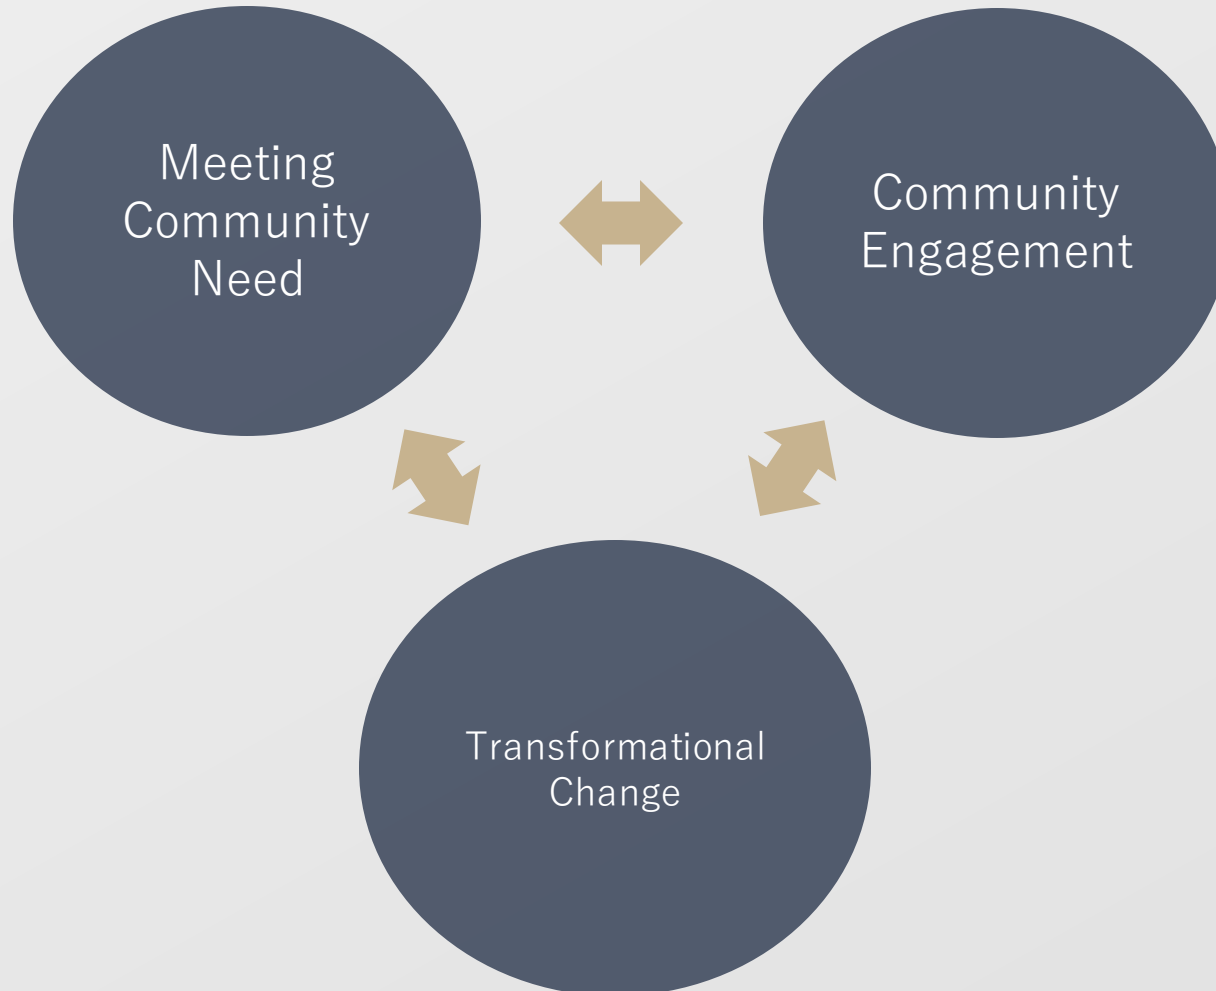 Meeting
Community
Need
Community
Engagement
Transformational
Change